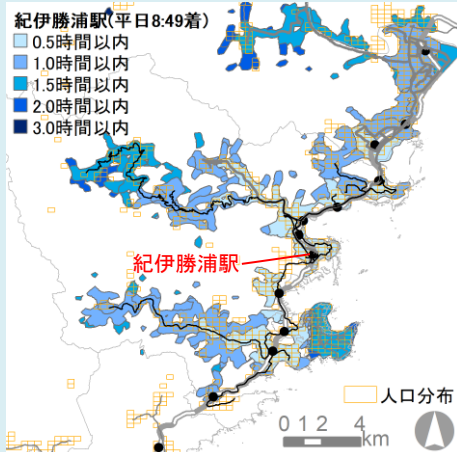 紀伊勝浦駅(平日8:49着)
0.5時間以内
1.0時間以内
1.5時間以内
2.0時間以内
3.0時間以内
紀伊勝浦駅
人口分布
0 1 2 4
km